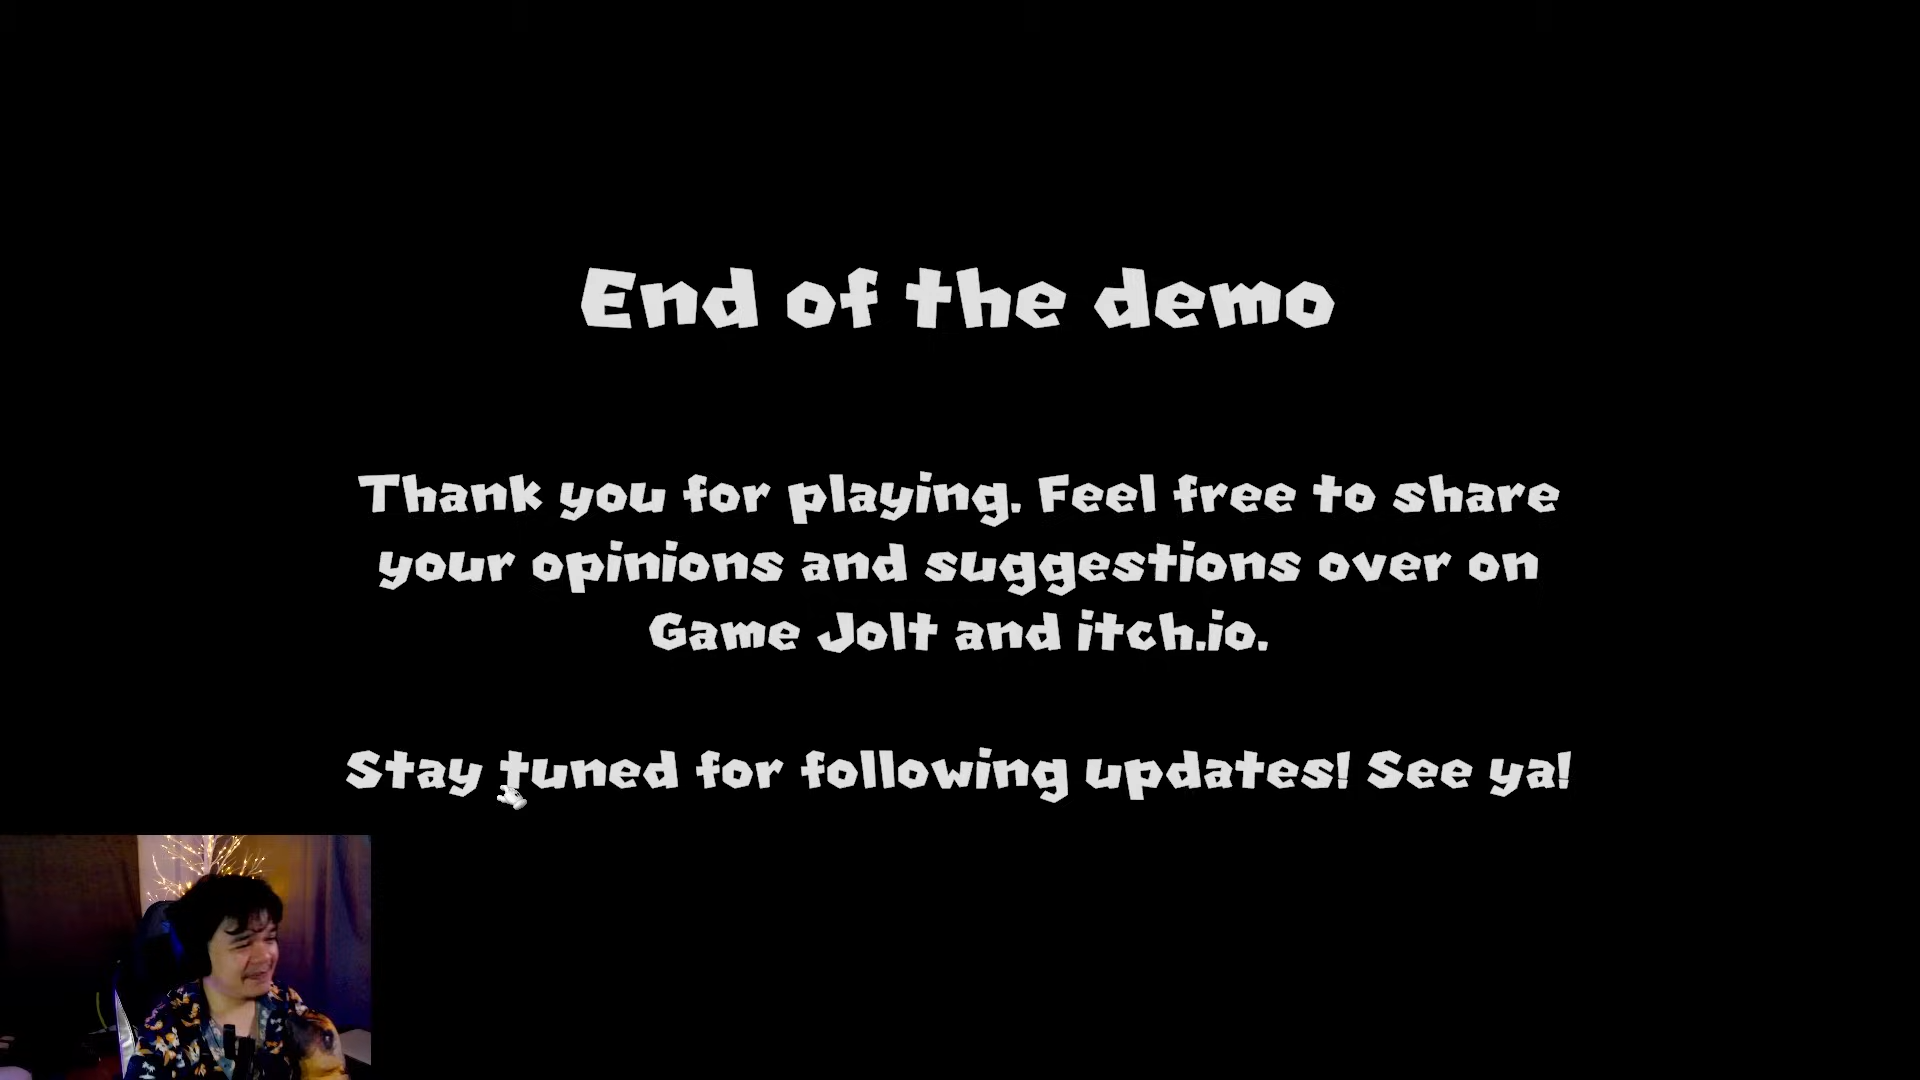 End of the demo
Thank you for playing. Feel free to share
your opinions and suggestions over on
Game Jolt and itch.io.
Stay tuned for following updates! See ya!